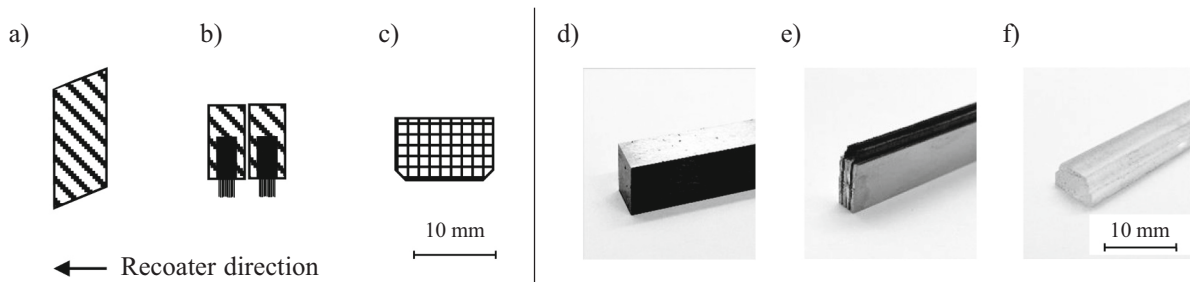 a)
b)
c)
d)
e)
f)
10 mm
10 mm
Recoater direction